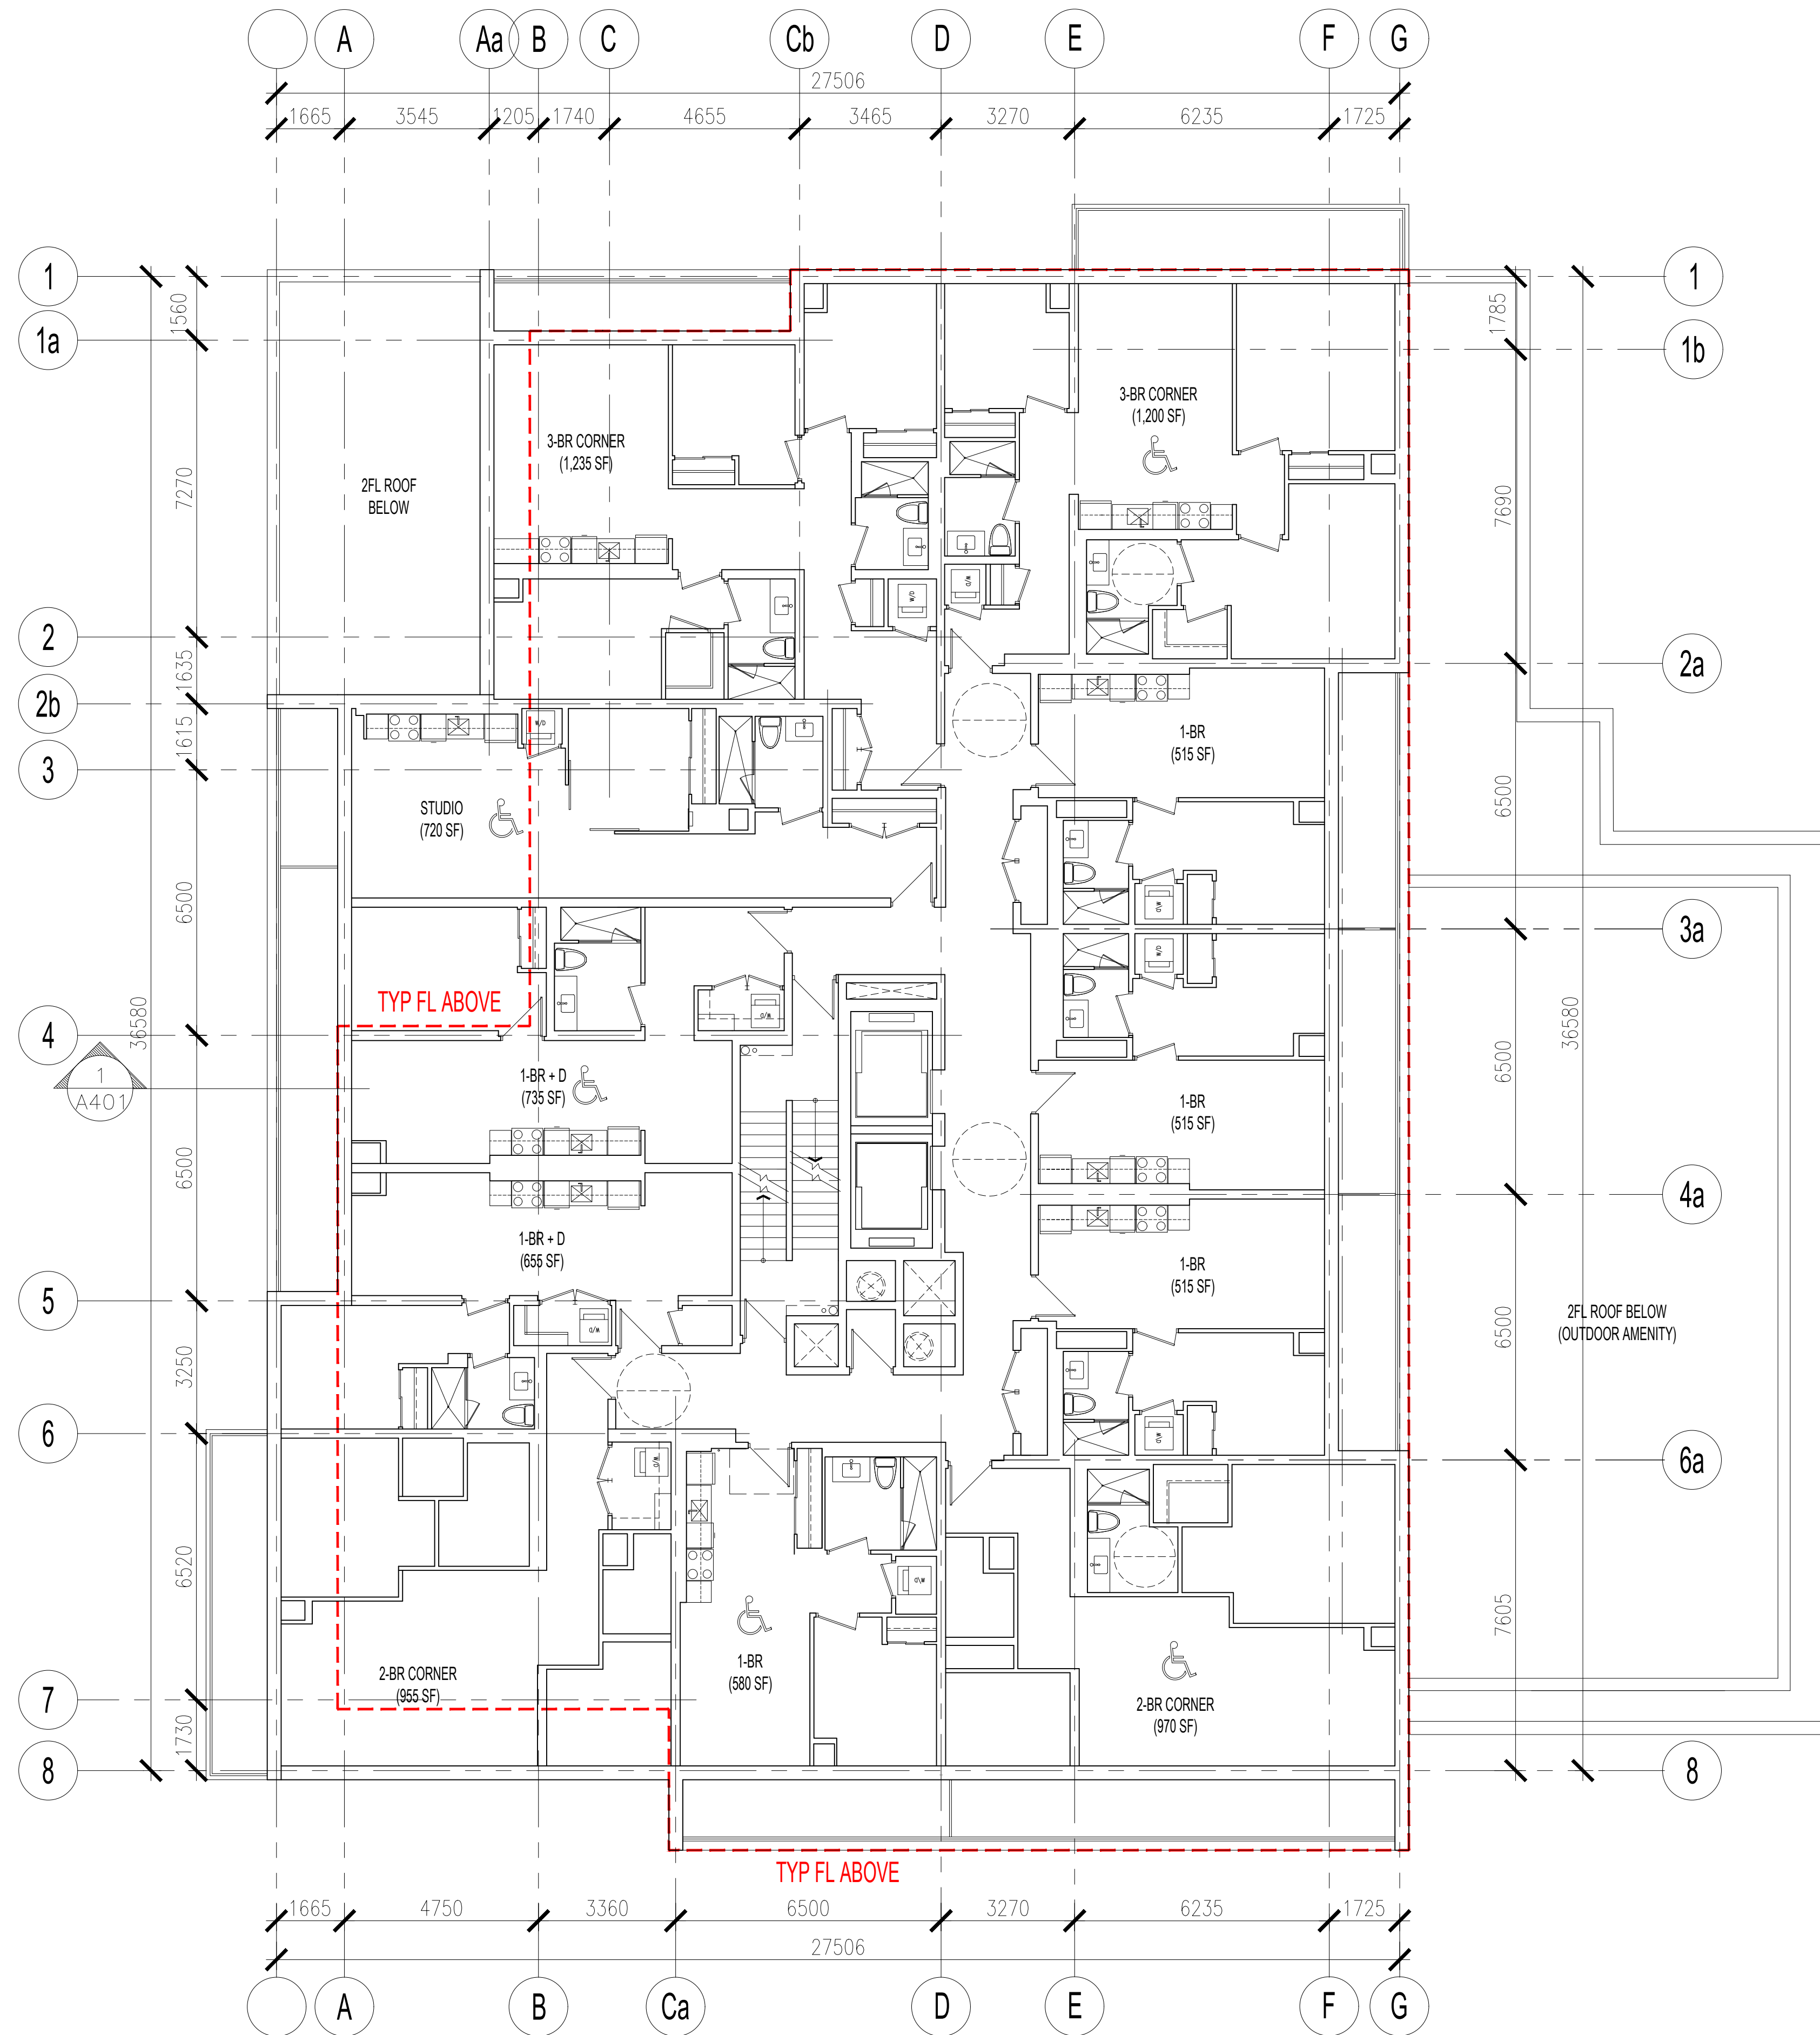 A
Aa
B
C
Cb
D
E
F
G
27506
1665
3545
1205
1740
4655
3465
3270
6235
1725
1
1a
2
2b
3
4
5
6
7
8
1560
7270
1635
1615
6500
6500
3250
6520
1730
36580
1
A401
2FL ROOF
BELOW
3-BR CORNER
(1,235 SF)
3-BR CORNER
(1,200 SF)
W/D
W/D
1-BR
(515 SF)
W/D
STUDIO
(720 SF)
W/D
W/D
TYP FL ABOVE
W/D
1-BR + D
(735 SF)
1-BR
(515 SF)
1-BR + D
(655 SF)
1-BR
(515 SF)
W/D
W/D
W/D
W/D
2-BR CORNER
(955 SF)
1-BR
(580 SF)
2-BR CORNER
(970 SF)
TYP FL ABOVE
2FL ROOF BELOW
(OUTDOOR AMENITY)
1
1b
2a
3a
4a
6a
8
1785
7690
6500
6500
6500
7605
36580
1665
4750
3360
6500
3270
6235
1725
27506
A
B
Ca
D
E
F
G